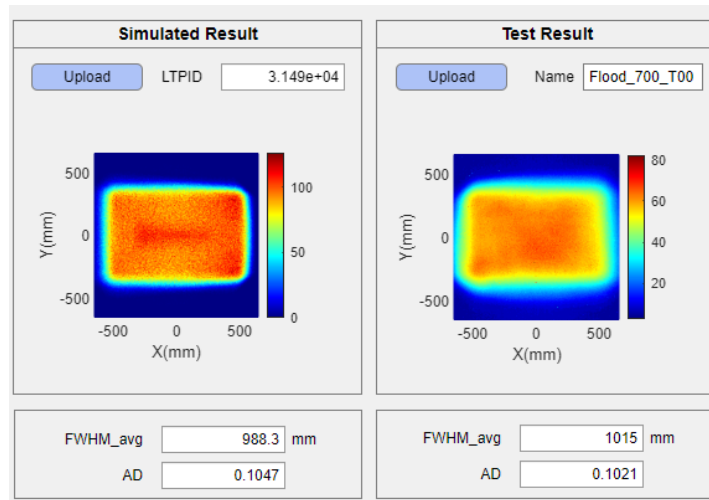 Simulated Result
Upload LTPID 3.149e+04
500
0
-500
Y(mm)
-500 0 500
X(mm)
100
50
0
FWHM_avg 988.3 mm
AD 0.1047
Test Result
Upload Name Flood_700_T00
500
0
-500
Y(mm)
-500 0 500
X(mm)
80
60
40
20
FWHM_avg 1015 mm
AD 0.1021